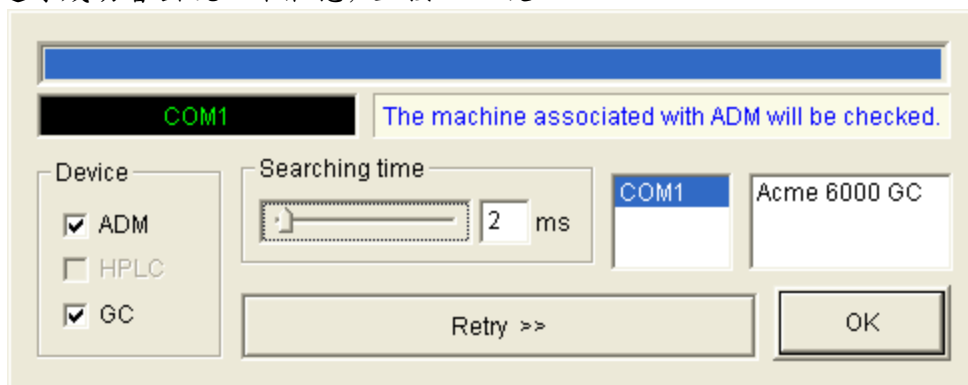 COM1
The machine associated with ADM will be checked.
Device
ADM
HPLC
GC
Searching time
2 ms
COM1
Acme 6000 GC
Retry >>
OK